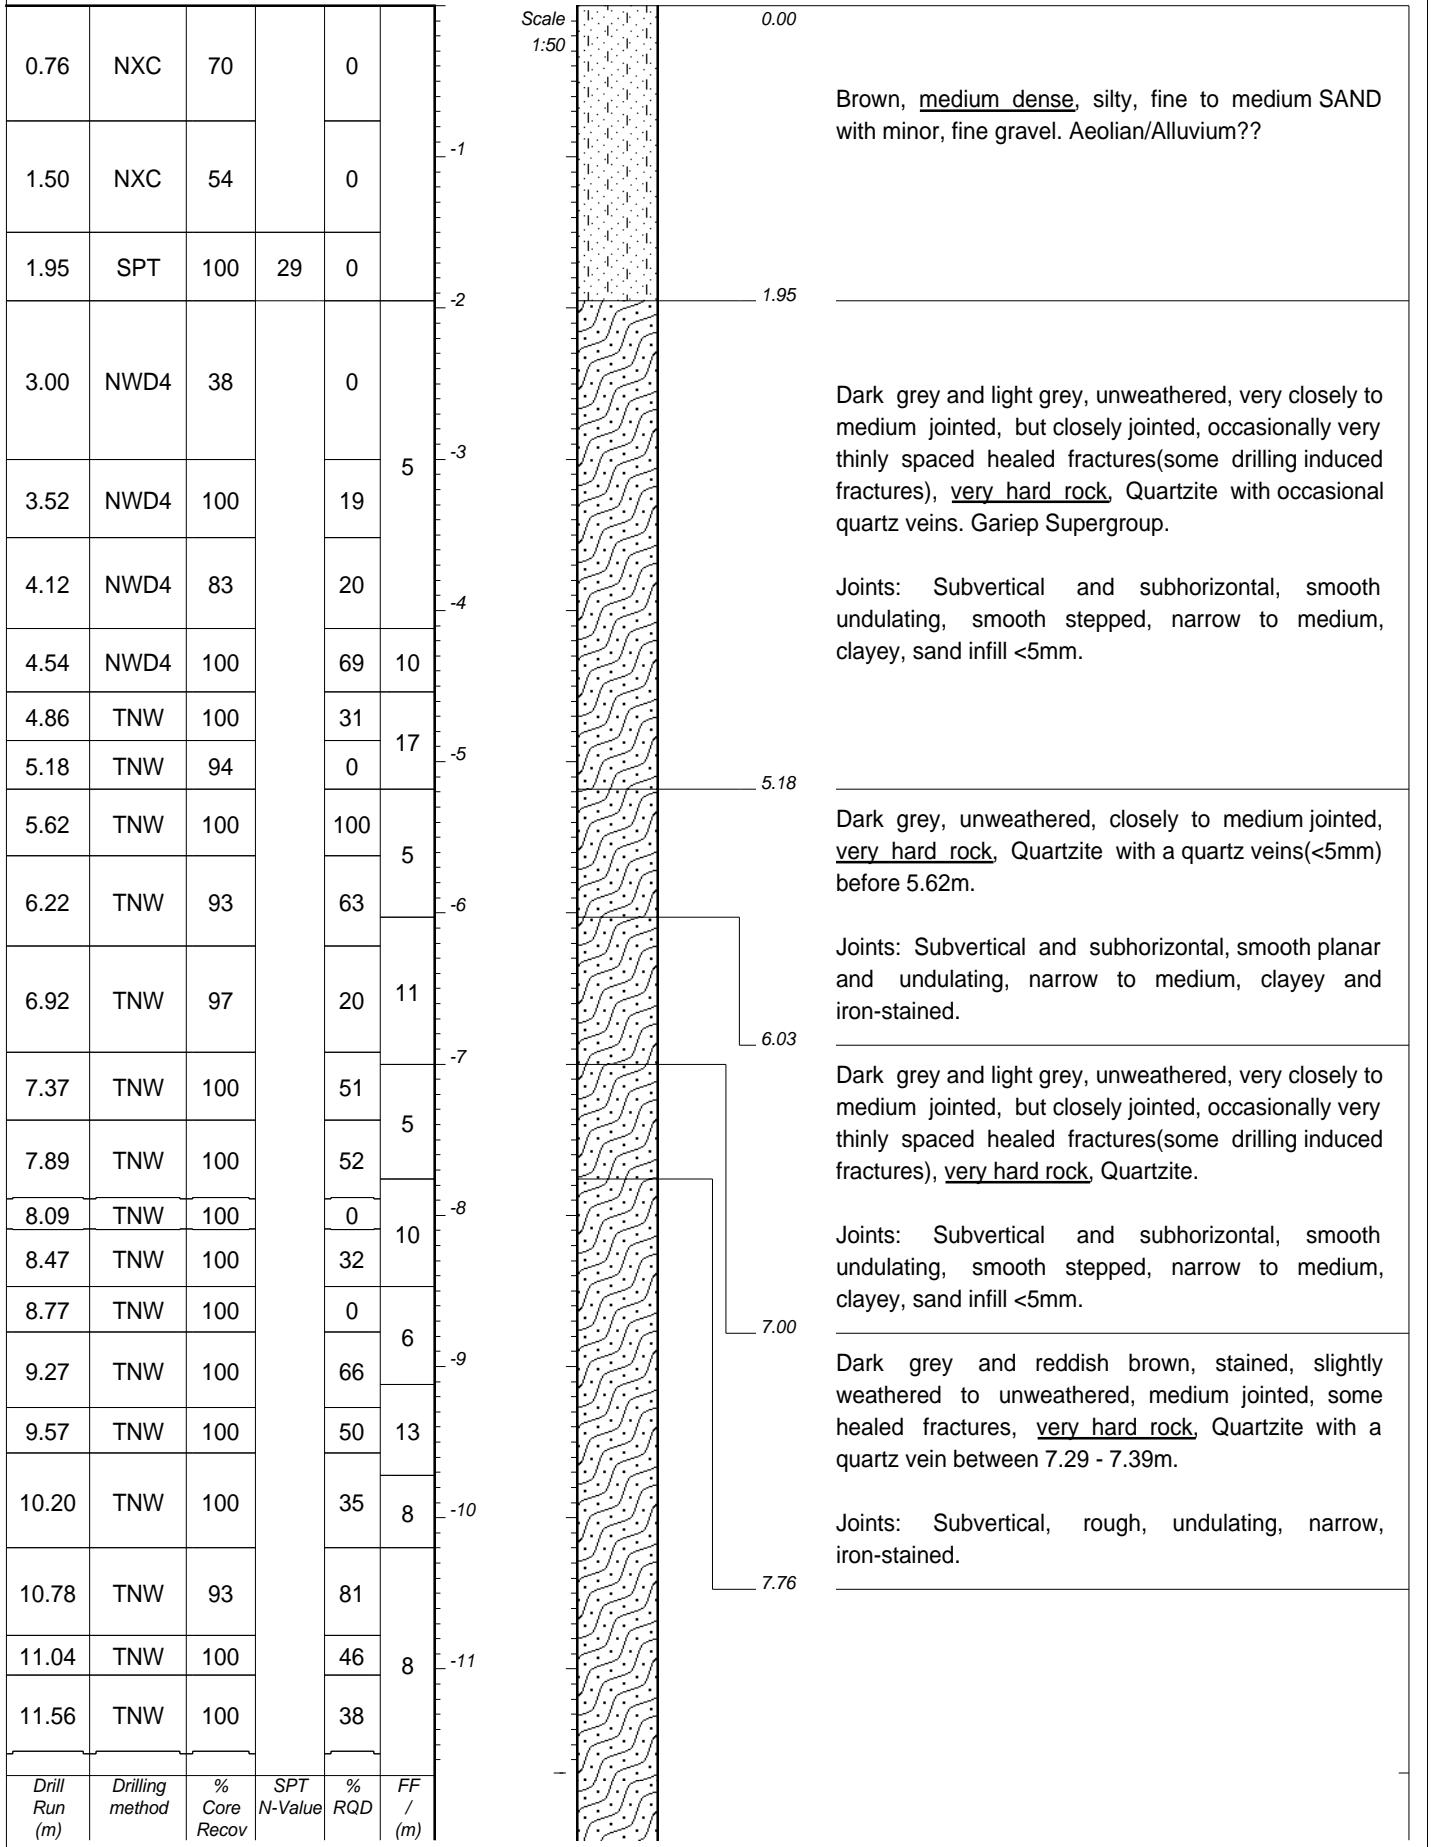 Scale
1:50
0.00
0.76 NXC 70 0
Brown, medium dense, silty, fine to medium SAND
with minor, fine gravel. Aeolian/Alluvium??
-1
1.50 NXC 54 0
1.95 SPT 100 29 0
-2
1.95
3.00 NWD4 38 0
Dark grey and light grey, unweathered, very closely to
medium jointed, but closely jointed, occasionally very
thinly spaced healed fractures(some drilling induced
fractures), very hard rock, Quartzite with occasional
quartz veins. Gariep Supergroup.
-3
5
3.52 NWD4 100 19
4.12 NWD4 83 20
Joints: Subvertical and subhorizontal, smooth
undulating, smooth stepped, narrow to medium,
clayey, sand infill <5mm.
-4
4.54 NWD4 100 69 10
4.86 TNW 100 31
17
-5
5.18 TNW 94 0
5.18
5.62 TNW 100 100
5
Dark grey, unweathered, closely to medium jointed,
very hard rock, Quartzite with a quartz veins(<5mm)
before 5.62m.
6.22 TNW 93 63
-6
Joints: Subvertical and subhorizontal, smooth planar
and undulating, narrow to medium, clayey and
iron-stained.
6.92 TNW 97 20 11
6.03
-7
7.37 TNW 100 51
5
Dark grey and light grey, unweathered, very closely to
medium jointed, but closely jointed, occasionally very
thinly spaced healed fractures(some drilling induced
fractures), very hard rock, Quartzite.
7.89 TNW 100 52
-8
8.09 TNW 100 0
10
8.47 TNW 100 32
Joints: Subvertical and subhorizontal, smooth
undulating, smooth stepped, narrow to medium,
clayey, sand infill <5mm.
8.77 TNW 100 0
7.00
6
-9
9.27 TNW 100 66
Dark grey and reddish brown, stained, slightly
weathered to unweathered, medium jointed, some
healed fractures, very hard rock, Quartzite with a
quartz vein between 7.29 - 7.39m.
9.57 TNW 100 50 13
10.20 TNW 100 35 8
-10
Joints: Subvertical, rough, undulating, narrow,
iron-stained.
7.76
10.78 TNW 93 81
11.04 TNW 100 46
8
-11
11.56 TNW 100 38
Drill Drilling % SPT % FF
Run method Core N-Value RQD /
(m) Recov (m)